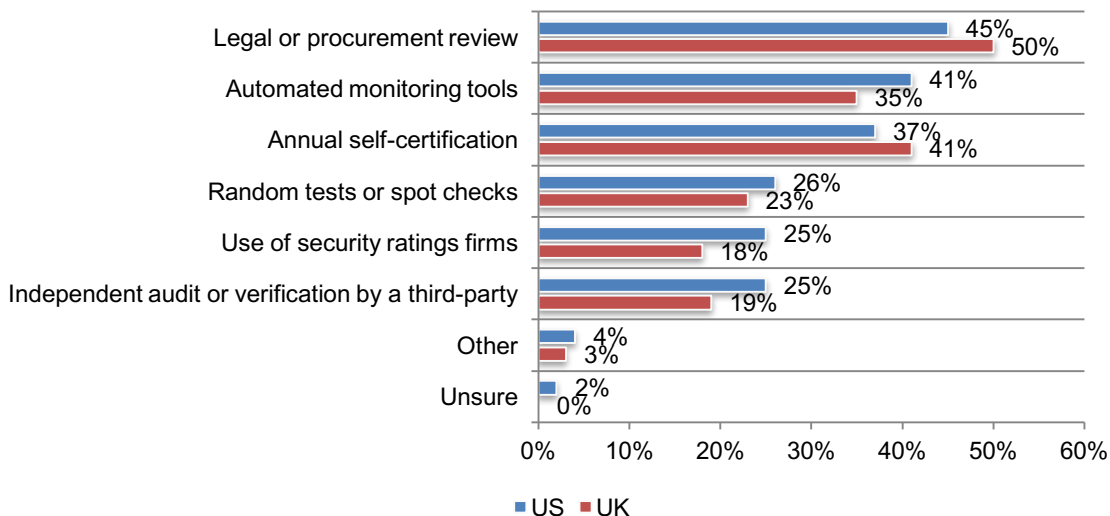 Legal or procurement review
45%
50%
Automated monitoring tools
41%
35%
Annual self-certification
37%
41%
Random tests or spot checks
26%
23%
Use of security ratings firms
25%
18%
Independent audit or verification by a third-party
25%
19%
Other
4%
3%
Unsure
2%
0%
0% 10% 20% 30% 40% 50% 60%
US UK